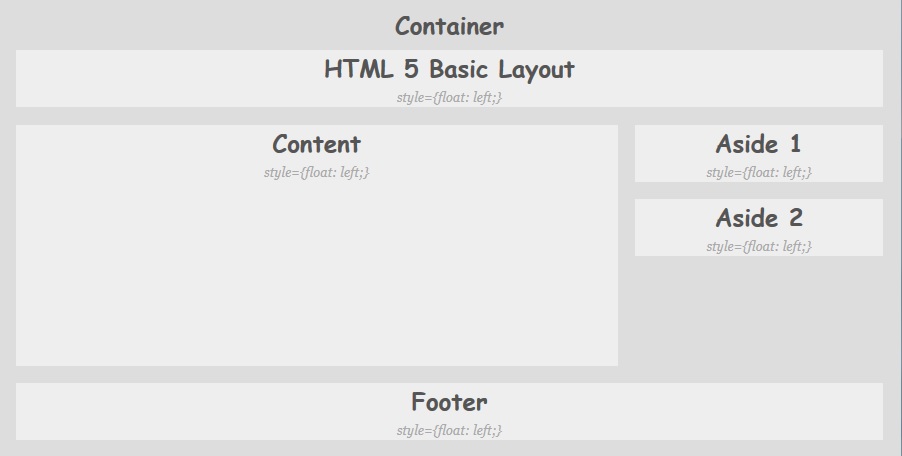 Container
HTML 5 Basic Layout
style={float: left;}
Content
style={float: left;}
Aside 1
style={float: left;}
Aside 2
style={float: left;}
Footer
style={float: left;}